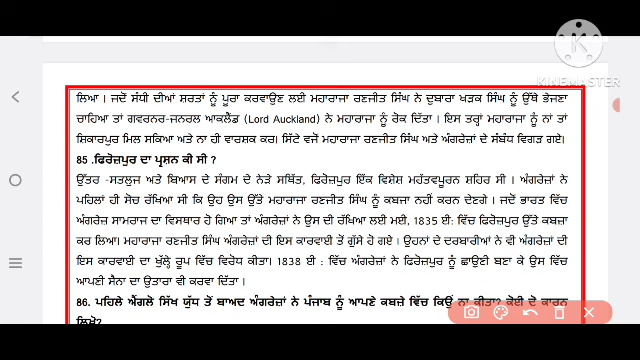 KINEMASTER
ਲਿਆ । ਜਦੋਂ ਸੰਧੀ ਦੀਆਂ ਸ਼ਰਤਾਂ ਨੂੰ ਪੂਰਾ ਕਰਵਾਉਣ ਲਈ ਮਹਾਰਾਜਾ ਰਣਜੀਤ ਸਿੰਘ ਨੇ ਦੁਬਾਰਾ ਖੜਕ ਸਿੰਘ ਨੂੰ ਉੱਥੇ ਭੇਜਣਾ
ਚਾਹਿਆ ਤਾਂ ਗਵਰਨਰ-ਜਨਰਲ ਆਕਲੈਂਡ (Lord Auckland) ਨੇ ਮਹਾਰਾਜਾ ਨੂੰ ਰੋਕ ਦਿੱਤਾ । ਇਸ ਤਰ੍ਹਾਂ ਮਹਾਰਾਜਾ ਨੂੰ ਨਾਂ ਤਾਂ
ਸ਼ਿਕਾਰਪੁਰ ਮਿਲ ਸਕਿਆ ਅਤੇ ਨਾ ਹੀ ਵਾਰਸ਼ਕ ਕਰ। ਸਿੱਟੇ ਵਜੋਂ ਮਹਾਰਾਜਾ ਰਣਜੀਤ ਸਿੰਘ ਅਤੇ ਅੰਗਰੇਜ਼ਾਂ ਦੇ ਸੰਬੰਧ ਵਿਗੜ ਗਏ।
85 .ਫਿਰੋਜ਼ਪੁਰ ਦਾ ਪ੍ਰਸ਼ਨ ਕੀ ਸੀ ?
ਉੱਤਰ -ਸਤਲੁਜ ਅਤੇ ਬਿਆਸ ਦੇ ਸੰਗਮ ਦੇ ਨੇੜੇ ਸਥਿੰਤ, ਫਿਰੋਜ਼ਪੁਰ ਇੱਕ ਵਿਸ਼ੇਸ਼ ਮਹੱਤਵਪੂਰਨ ਸ਼ਹਿਰ ਸੀ । ਅੰਗਰੇਜ਼ਾਂ ਨੇ
ਪਹਿਲਾਂ ਹੀ ਸੋਚ ਰੱਖਿਆ ਸੀ ਕਿ ਉਹ ਉਸ ਉੱਤੇ ਮਹਾਰਾਜਾ ਰਣਜੀਤ ਸਿੰਘ ਨੂੰ ਕਬਜ਼ਾ ਨਹੀਂ ਕਰਨ ਦੇਣਗੇ । ਜਦੋਂ ਭਾਰਤ ਵਿੱਚ
ਅੰਗਰੇਜ਼ ਸਾਮਰਾਜ ਦਾ ਵਿਸਥਾਰ ਹੋ ਗਿਆ ਤਾਂ ਅੰਗਰੇਜ਼ਾਂ ਨੇ ਉਸ ਦੀ ਰੱਖਿਆ ਲਈ ਮਈ, 1835 ਈ: ਵਿੱਚ ਫਿਰੋਜ਼ਪੁਰ ਉੱਤੇ ਕਬਜ਼ਾ
ਕਰ ਲਿਆ। ਮਹਾਰਾਜਾ ਰਣਜੀਤ ਸਿੰਘ ਅੰਗਰੇਜ਼ਾਂ ਦੀ ਇਸ ਕਾਰਵਾਈ ਤੋਂ ਗੁੱਸੇ ਹੋ ਗਏ। ਉਹਨਾਂ ਦੇ ਦਰਬਾਰੀਆਂ ਨੇ ਵੀ ਅੰਗਰੇਜ਼ਾਂ ਦੀ
ਇਸ ਕਾਰਵਾਈ ਦਾ ਖੁੱਲ੍ਹੇ ਰੂਪ ਵਿੱਚ ਵਿਰੋਧ ਕੀਤਾ। 1838 ਈ : ਵਿੱਚ ਅੰਗਰੇਜ਼ਾਂ ਨੇ ਫਿਰੋਜ਼ਪੁਰ ਨੂੰ ਛਾਉਣੀ ਬਣਾ ਕੇ ਉਸ ਵਿੱਚ
ਆਪਣੀ ਸੈਨਾ ਦਾ ਉਤਾਰਾ ਵੀ ਕਰਵਾ ਦਿੱਤਾ ।
86. ਪਹਿਲੇ ਐਂਗਲੋ ਸਿੱਖ ਯੁੱਧ ਤੋਂ ਬਾਅਦ ਅੰਗਰੇਜ਼ਾਂ ਨੇ ਪੰਜਾਬ ਨੂੰ ਆਪਣੇ ਕਬਜ਼ੇ ਵਿੱਚ ਕਿਉਂ ਨਾ ਕੀਤਾ? ਕੋਈ ਦੋ ਕਾਰਨ
ਲਿਖੋ?